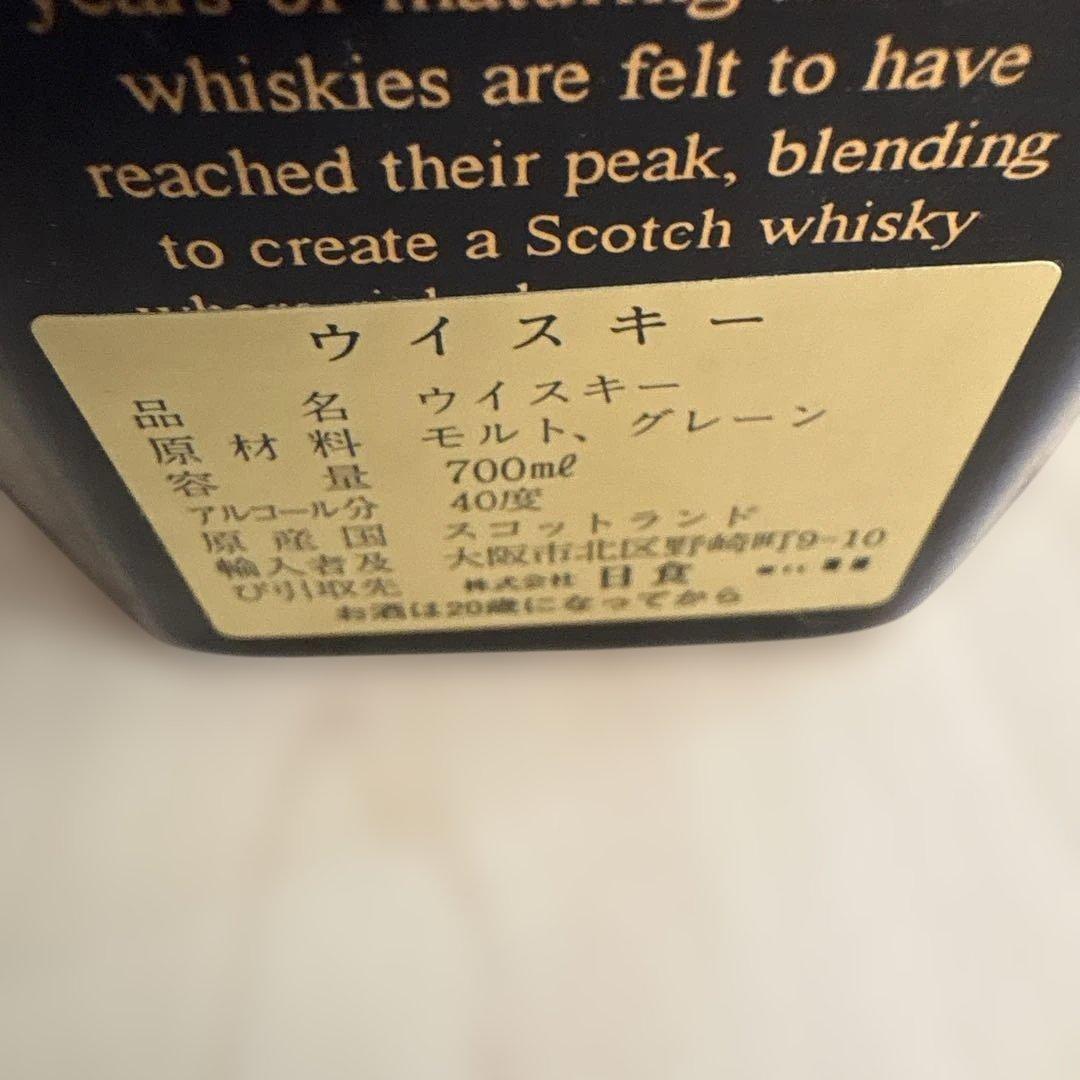 years of maturing
whiskies are felt to have
reached their peak, blending
to create a Scotch whisky
ウイスキー
品名 ウイスキー
原材料 モルト、グレーン
容量 700mℓ
アルコール分 40度
原産国 スコットランド
輸入者及 大阪市北区野崎町9-10
び引取先 株式会社 日食
お酒は20歳になってから